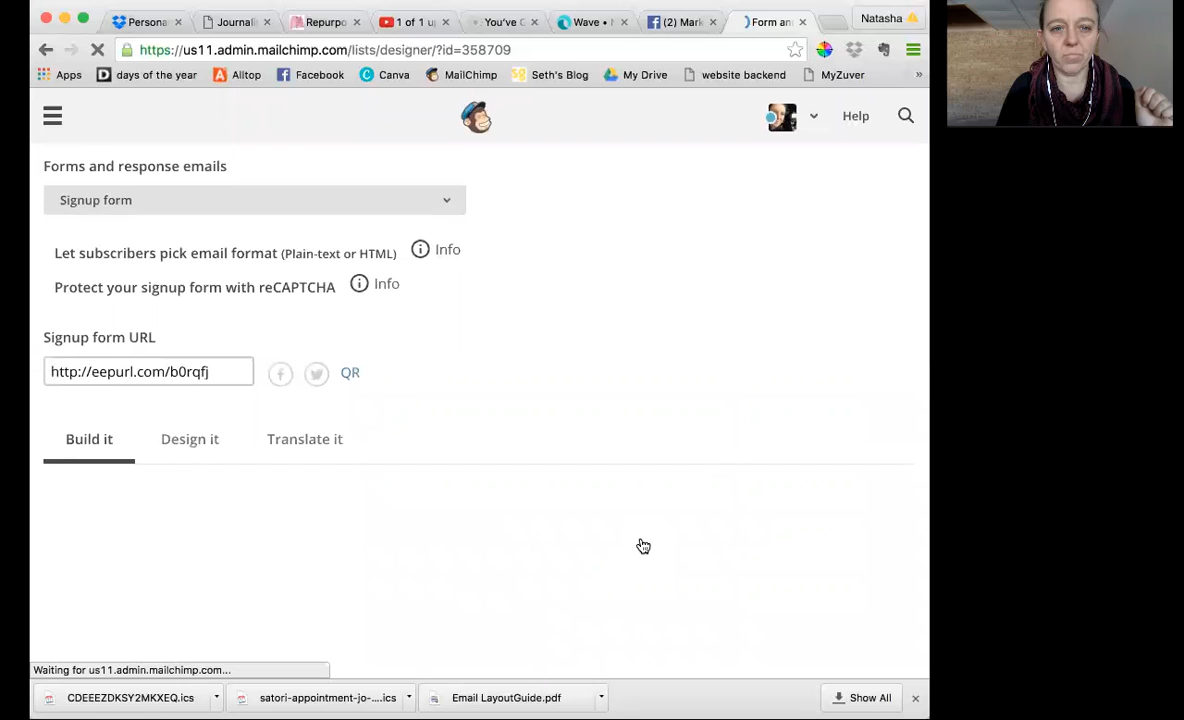 Persona
Journali
Repurpo
1 of 1 up
You've G
Wave • N
(2) Mark
Form an
Natasha
https://us11.admin.mailchimp.com/lists/designer/?id=358709
Apps
days of the year
Alltop
Facebook
Canva
MailChimp
Seth's Blog
My Drive
website backend
MyZuver
»
Help
Forms and response emails
Signup form
Let subscribers pick email format (Plain-text or HTML) Info
Protect your signup form with reCAPTCHA Info
Signup form URL
http://eepurl.com/b0rqfj
QR
Build it
Design it
Translate it
Waiting for us11.admin.mailchimp.com...
CDEEEZDKSY2MKXEQ.ics
satori-appointment-jo-....ics
Email LayoutGuide.pdf
Show All